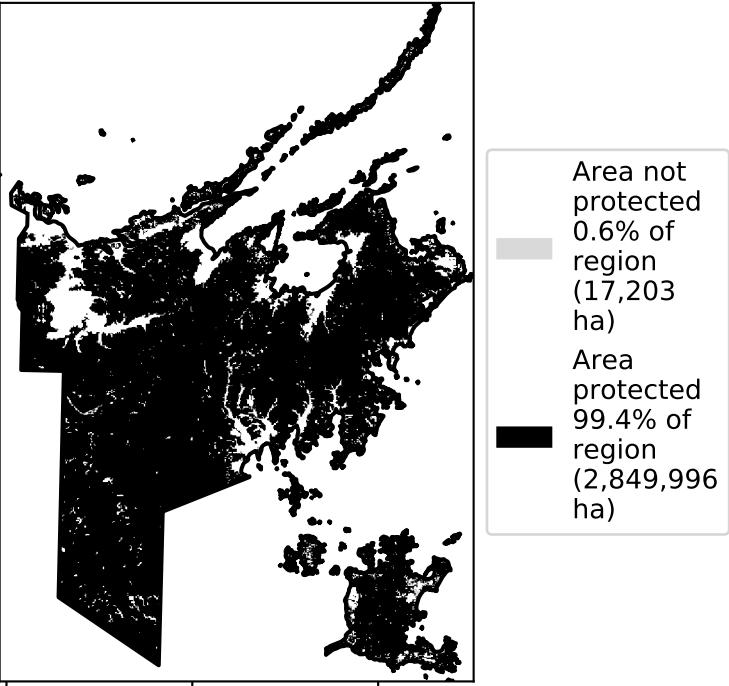 Area not
protected
0.6% of
region
(17,203
ha)
Area
protected
99.4% of
region
(2,849,996
ha)